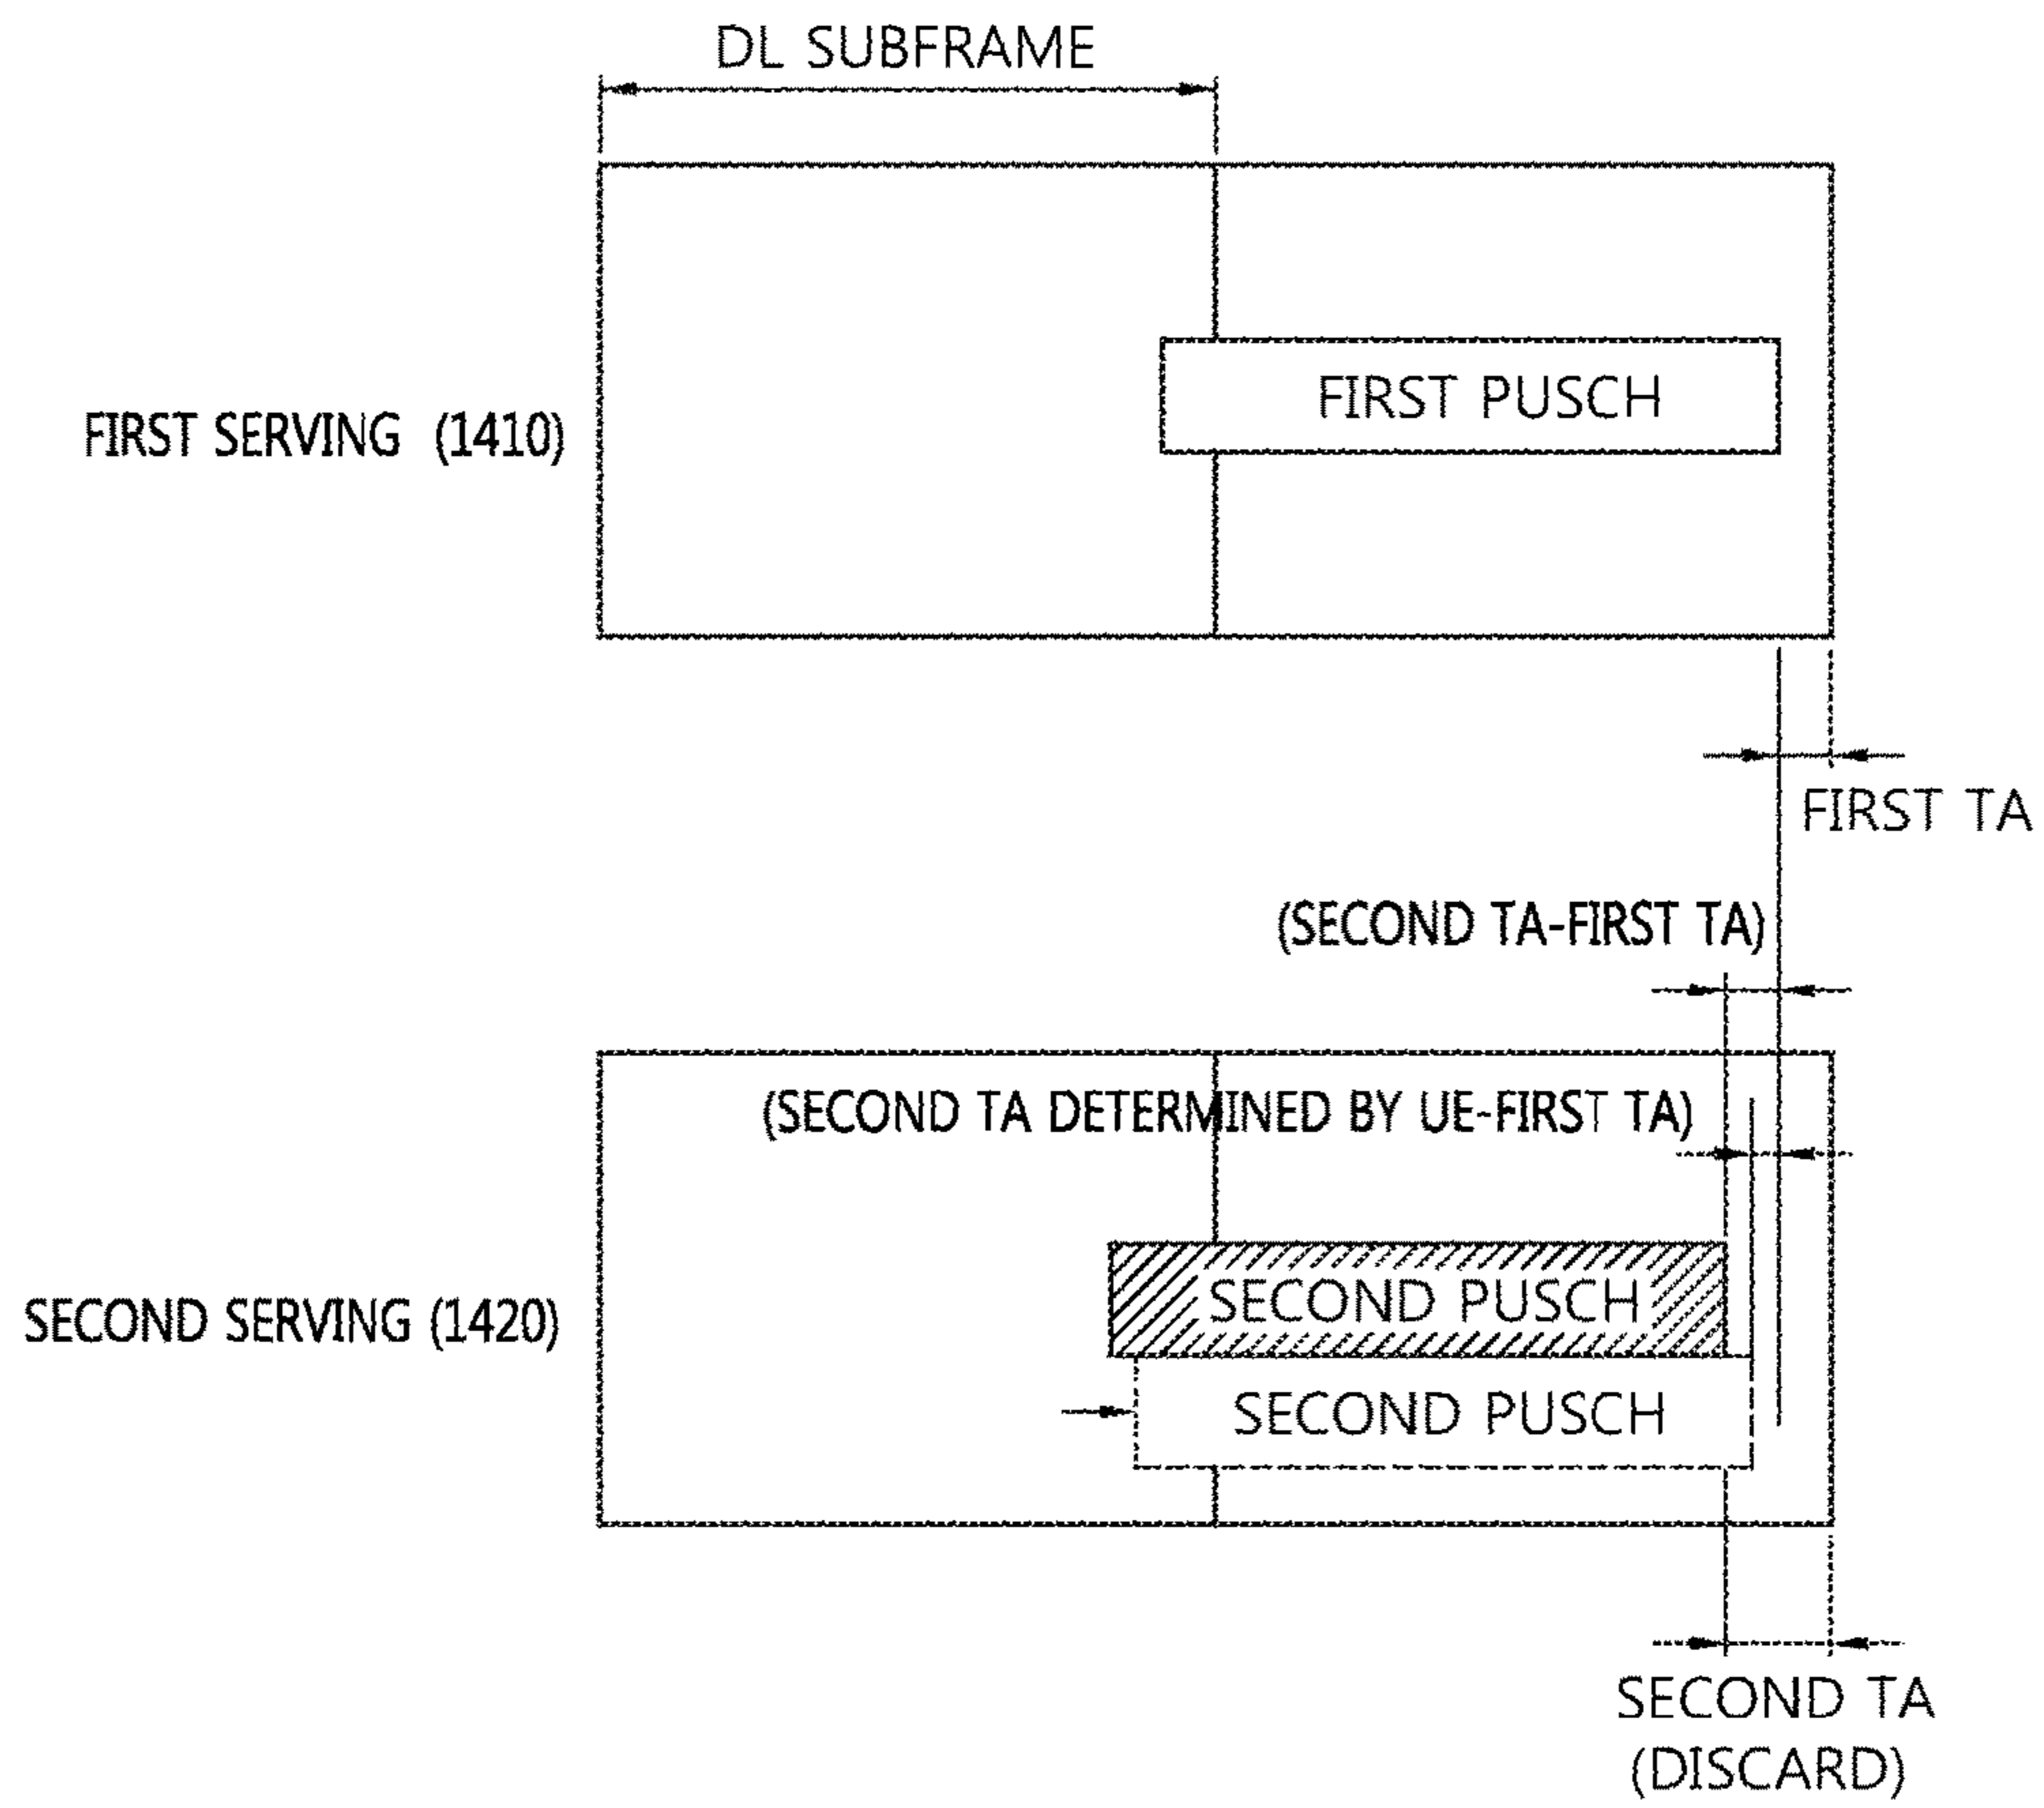 DL SUBFRAME
FIRST PUSCH
FIRST SERVING (1410)
FIRST TA
(SECOND TA-FIRST TA)
(SECOND TA DETERMINED BY UE-FIRST TA)
SECOND PUSCH
SECOND SERVING (1420)
SECOND PUSCH
SECOND TA
(DISCARD)